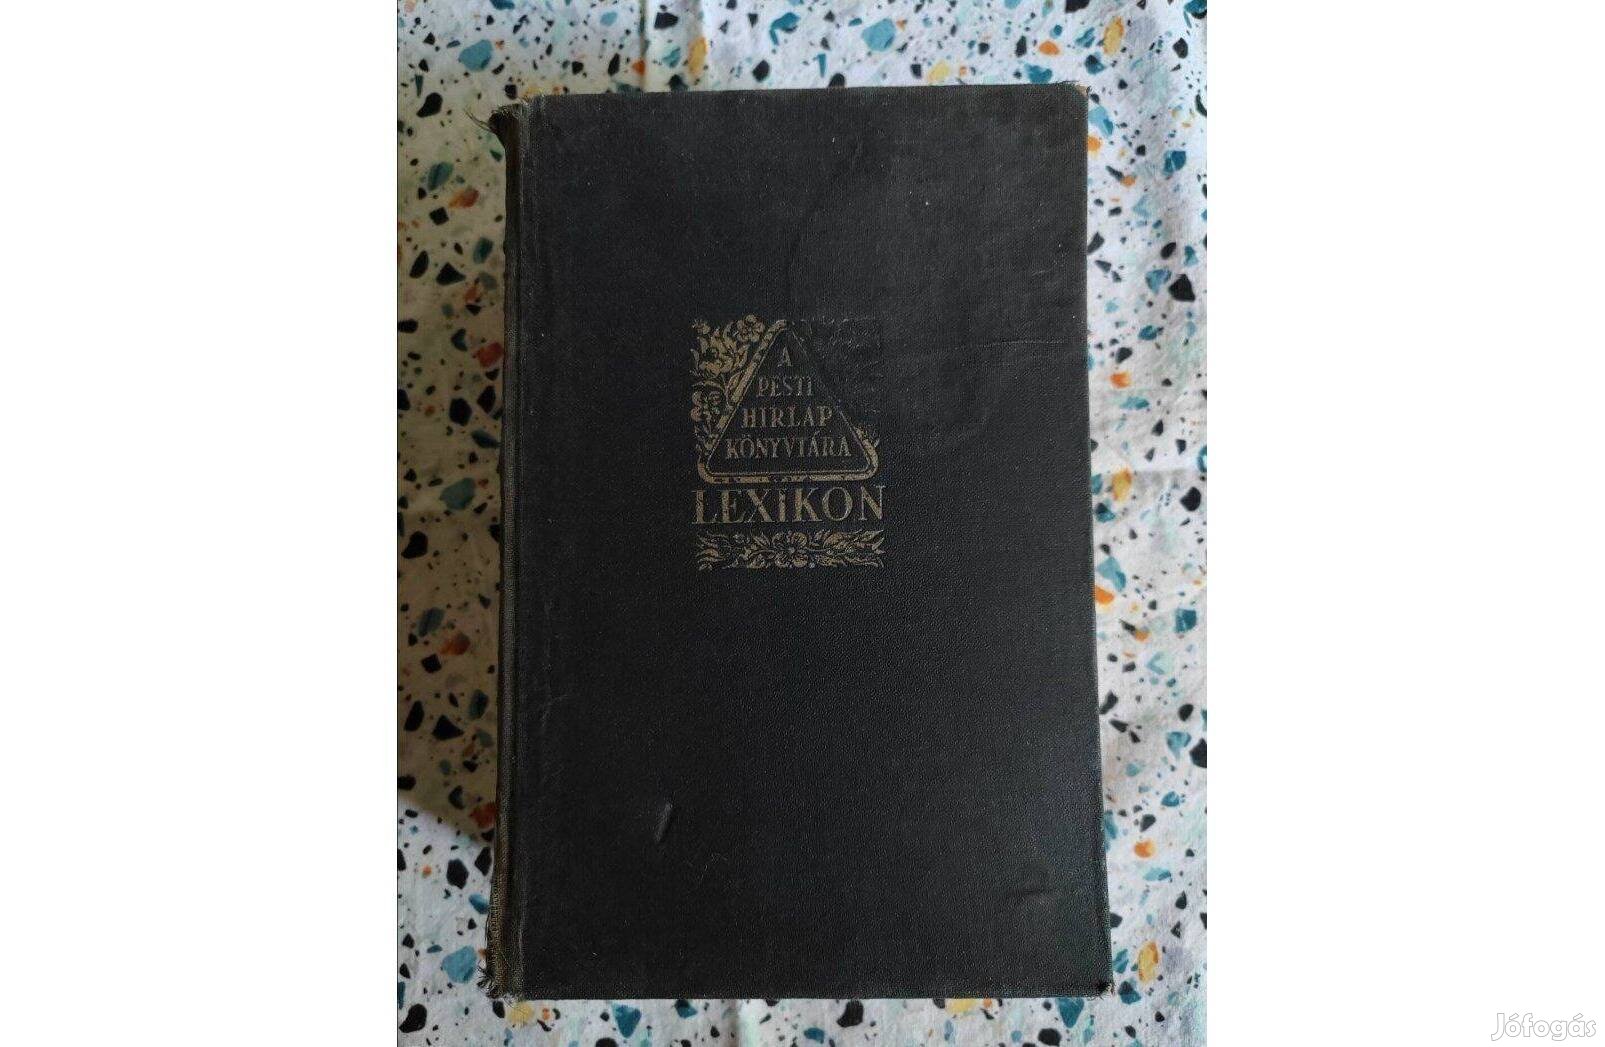 A
PESTI
HIRLAP
KÖNYVTÁRA
LEXIKON
Jófogás